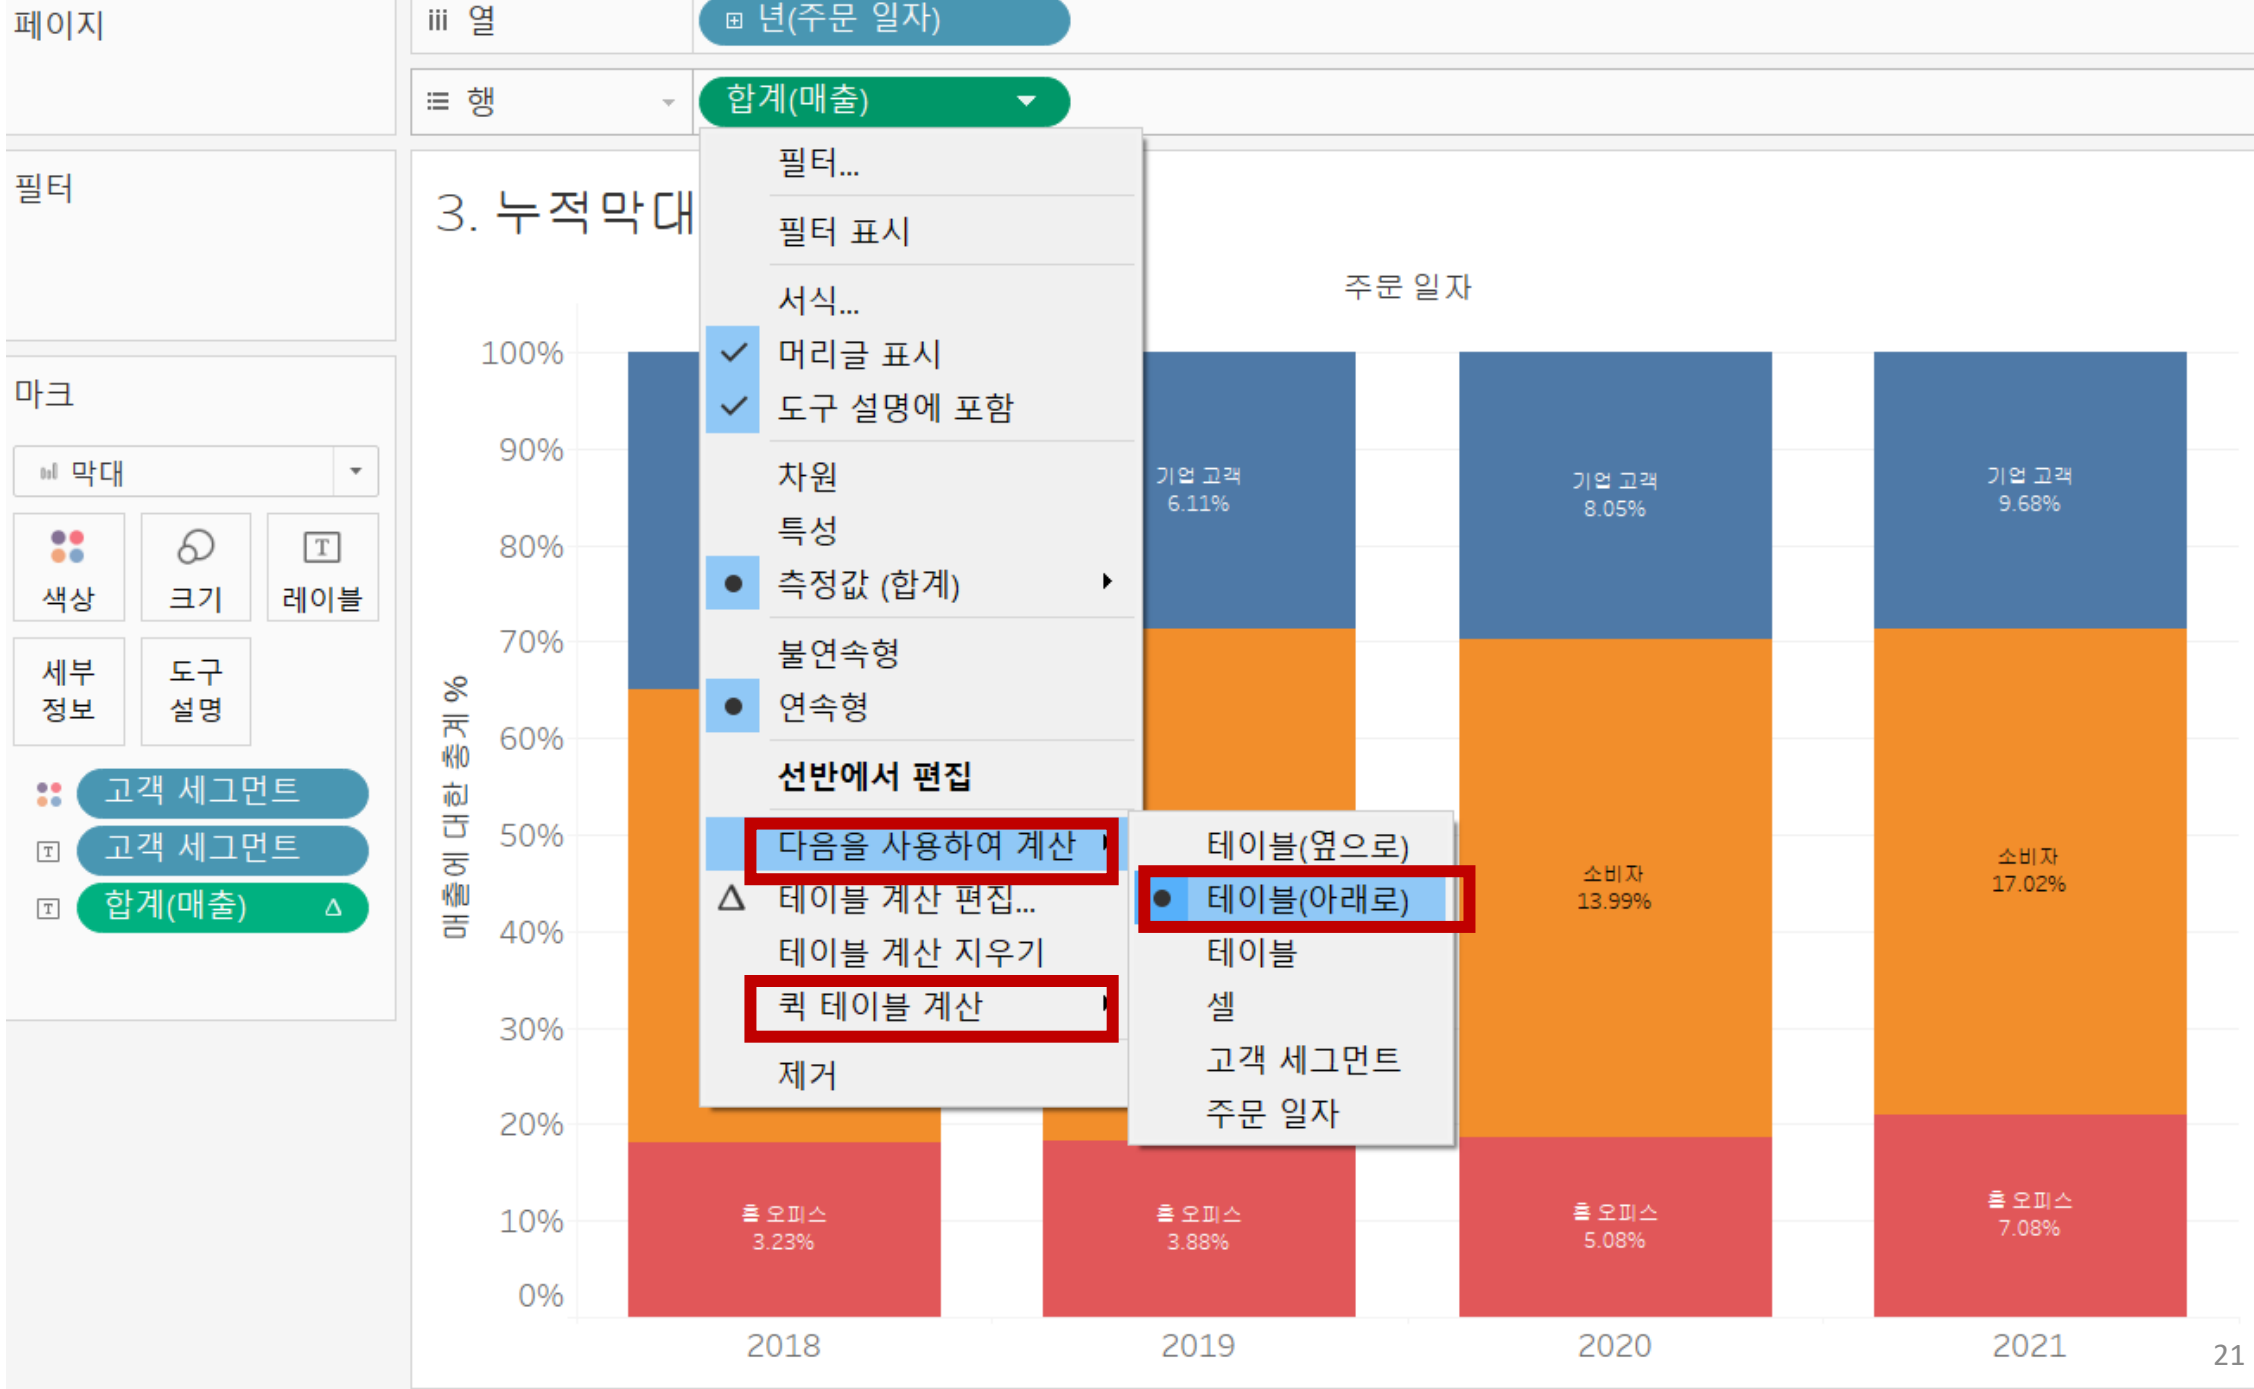 페이지
iii 열
년(주문 일자)
행
합계(매출)
필터
마크
막대
색상
크기
레이블
세부
정보
도구
설명
고객 세그먼트
고객 세그먼트
합계(매출)
3. 누적막대
주문 일자
매출에 대한 총계 %
100%
90%
80%
70%
60%
50%
40%
30%
20%
10%
0%
필터...
필터 표시
서식...
머리글 표시
도구 설명에 포함
차원
특성
측정값 (합계)
불연속형
연속형
선반에서 편집
다음을 사용하여 계산
테이블 계산 편집...
테이블 계산 지우기
퀵 테이블 계산
제거
테이블(옆으로)
테이블(아래로)
테이블
셀
고객 세그먼트
주문 일자
기업 고객
6.11%
기업 고객
8.05%
기업 고객
9.68%
소비자
13.99%
소비자
17.02%
홈 오피스
3.23%
홈 오피스
3.88%
홈 오피스
5.08%
홈 오피스
7.08%
2018
2019
2020
2021
21